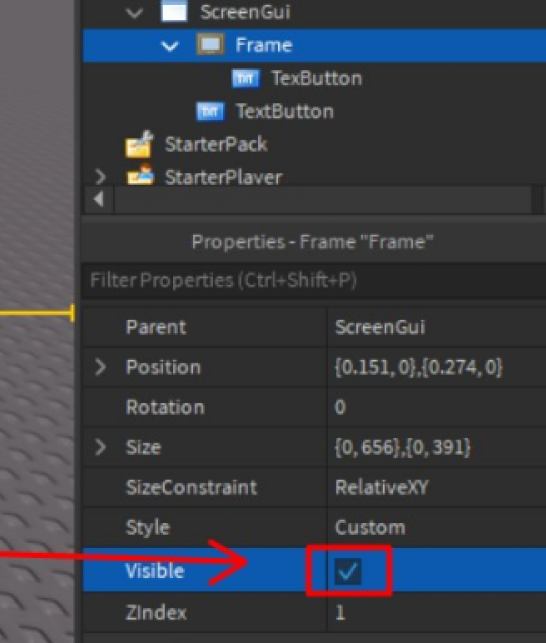 ScreenGui
Frame
TexButton
TextButton
StarterPack
StarterPlayer
Properties - Frame "Frame"
Filter Properties (Ctrl+Shift+P)
Parent ScreenGui
Position {0.151, 0},{0.274, 0}
Rotation 0
Size {0, 656},{0, 391}
SizeConstraint RelativeXY
Style Custom
Visible
ZIndex 1